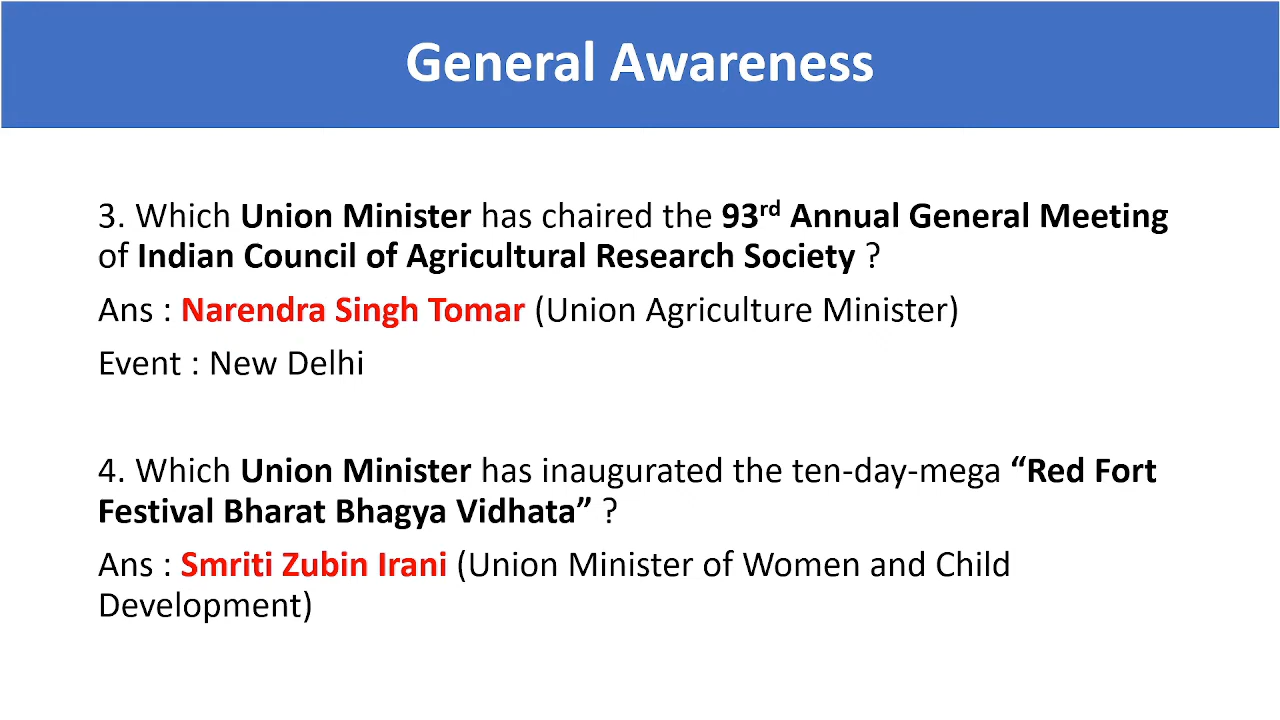 General Awareness
3. Which Union Minister has chaired the 93rd Annual General Meeting
of Indian Council of Agricultural Research Society ?
Ans : Narendra Singh Tomar (Union Agriculture Minister)
Event : New Delhi
4. Which Union Minister has inaugurated the ten-day-mega “Red Fort
Festival Bharat Bhagya Vidhata” ?
Ans : Smriti Zubin Irani (Union Minister of Women and Child
Development)